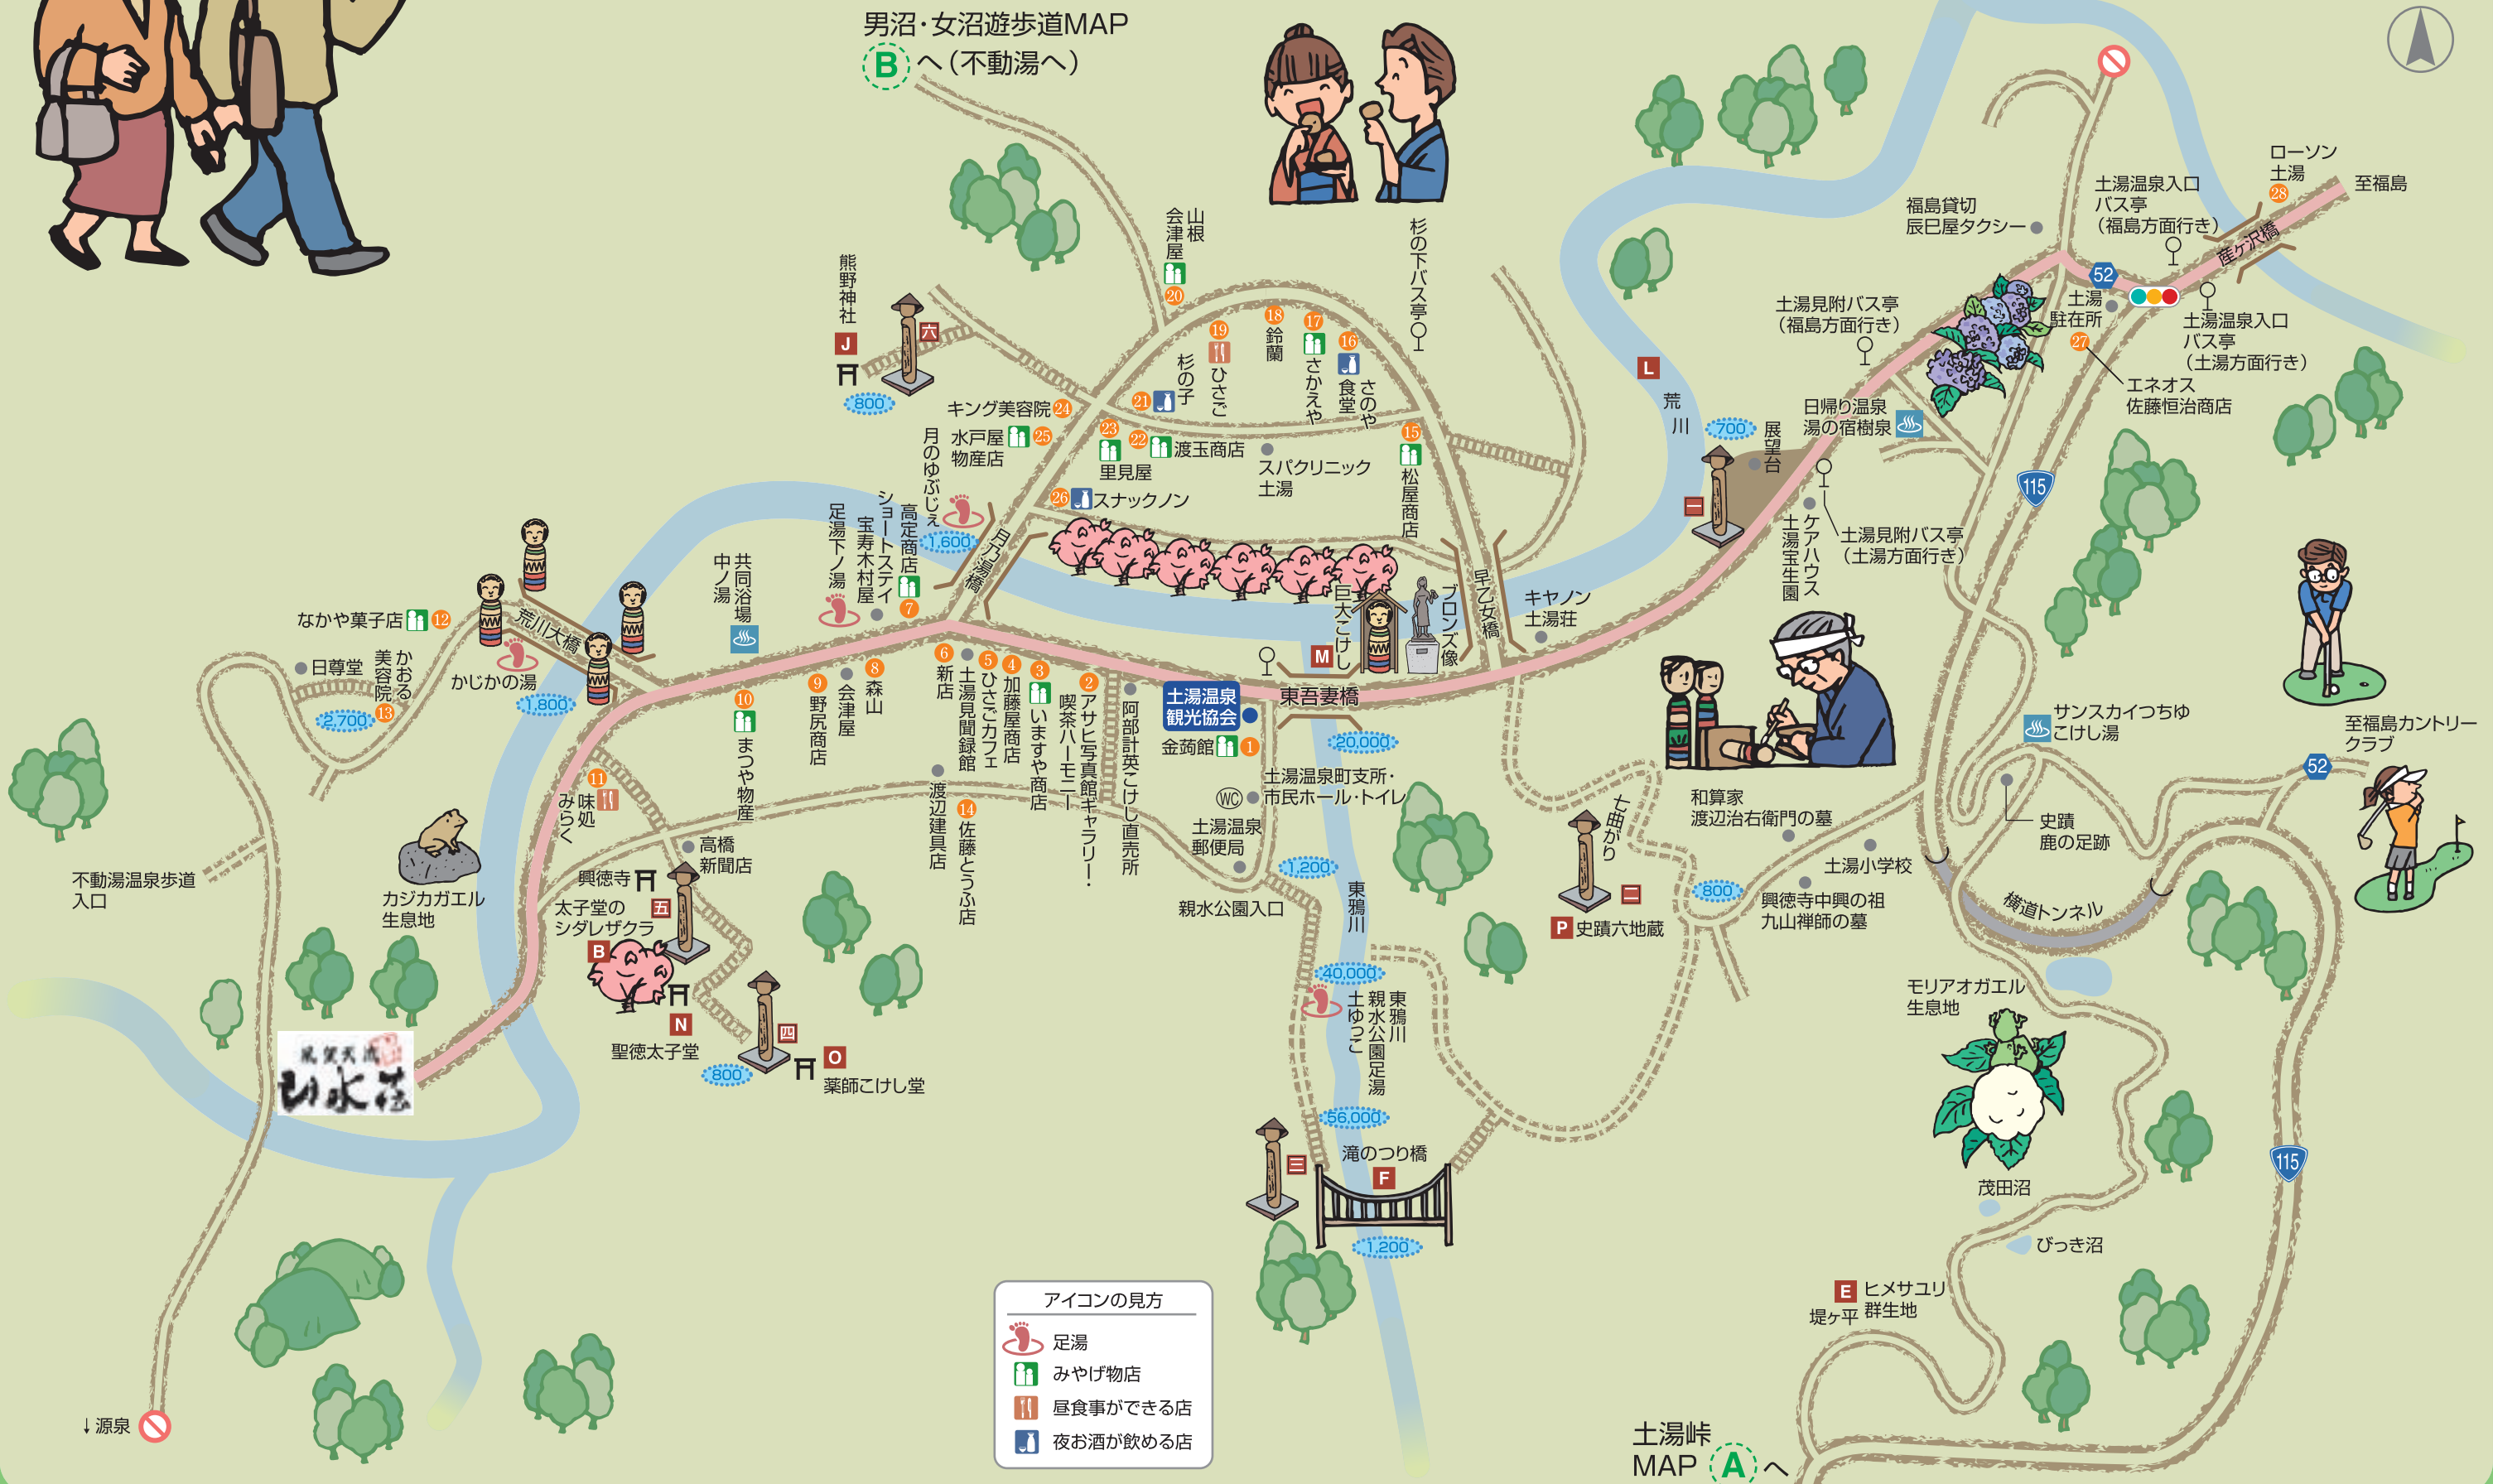 男沼・女沼遊歩道MAP
B へ（不動湯へ）
ローソン
土湯
28
至福島
土湯温泉入口
バス亭
（福島方面行き）
産ヶ沢橋
福島貸切
辰巳屋タクシー
52
土湯
駐在所
27
土湯温泉入口
バス亭
（土湯方面行き）
エネオス
佐藤恒治商店
土湯見附バス亭
（福島方面行き）
日帰り温泉
湯の宿樹泉
115
L
荒川
700
展望台
一
土湯見附バス亭
（土湯方面行き）
ケアハウス
土湯宝生園
山根
会津屋
20
杉の下バス亭
熊野神社
J
六
800
19
ひさご
18
鈴蘭
17
さかえや
16
さのや
食堂
杉の子
21
キング美容院 24
水戸屋
物産店
25
23
里見屋
22
渡玉商店
スパクリニック
土湯
15
松屋商店
26
スナックノン
月のゆぶじぇ
1,600
月乃湯橋
高定商店
7
ショートステイ
宝寿木村屋
足湯下ノ湯
共同浴場
中ノ湯
荒川大橋
なかや菓子店 12
日尊堂
かおる
美容院
13
かじかの湯
2,700
1,800
巨大こけし
M
ブロンズ像
早乙女橋
キヤノン
土湯荘
東吾妻橋
土湯温泉
観光協会
金蒟館 1
20,000
6
新店
土湯見聞録館
5
ひさごカフェ
4
加藤屋商店
3
いますや商店
2
アサヒ写真館ギャラリー・
喫茶ハーモニー
阿部計英こけし直売所
8
森山
会津屋
9
野尻商店
10
まつや物産
11
味処
みらく
渡辺建具店
14
佐藤とうふ店
土湯温泉町支所・
市民ホール・トイレ
WC
土湯温泉
郵便局
1,200
親水公園入口
東鴉川
40,000
東鴉川
親水公園足湯
土ゆっこ
56,000
滝のつり橋
F
三
1,200
高橋
新聞店
興徳寺
五
太子堂の
シダレザクラ
B
N
聖徳太子堂
四
O
薬師こけし堂
800
カジカガエル
生息地
不動湯温泉歩道
入口
山水荘
↓源泉
七曲がり
二
P 史蹟六地蔵
800
和算家
渡辺治右衛門の墓
土湯小学校
興徳寺中興の祖
九山禅師の墓
サンスカイつちゆ
こけし湯
史蹟
鹿の足跡
52
至福島カントリー
クラブ
横道トンネル
モリアオガエル
生息地
茂田沼
びっき沼
115
E ヒメサユリ
群生地
堤ヶ平
土湯峠
MAP A へ
アイコンの見方
足湯
みやげ物店
昼食事ができる店
夜お酒が飲める店